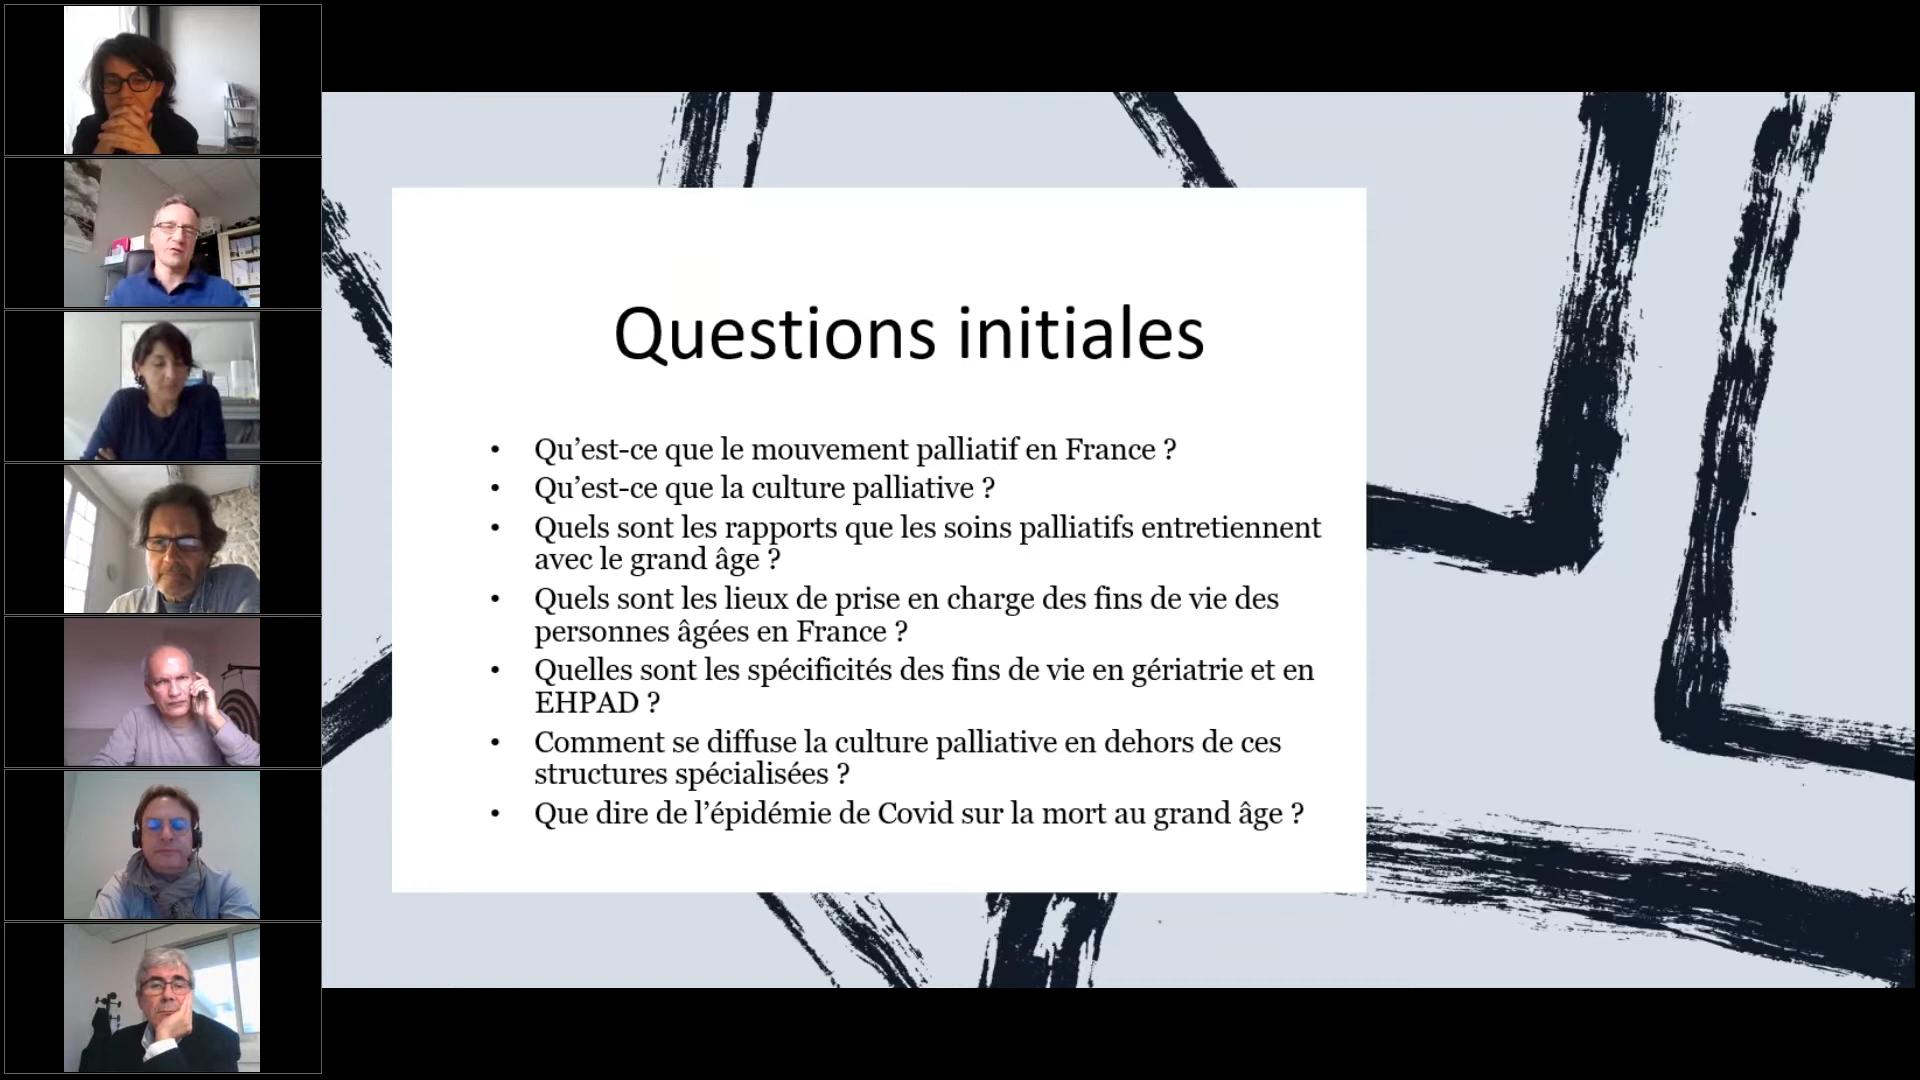 Questions initiales
• Qu’est-ce que le mouvement palliatif en France ?
• Qu’est-ce que la culture palliative ?
• Quels sont les rapports que les soins palliatifs entretiennent
avec le grand âge ?
• Quels sont les lieux de prise en charge des fins de vie des
personnes âgées en France ?
• Quelles sont les spécificités des fins de vie en gériatrie et en
EHPAD ?
• Comment se diffuse la culture palliative en dehors de ces
structures spécialisées ?
• Que dire de l’épidémie de Covid sur la mort au grand âge ?